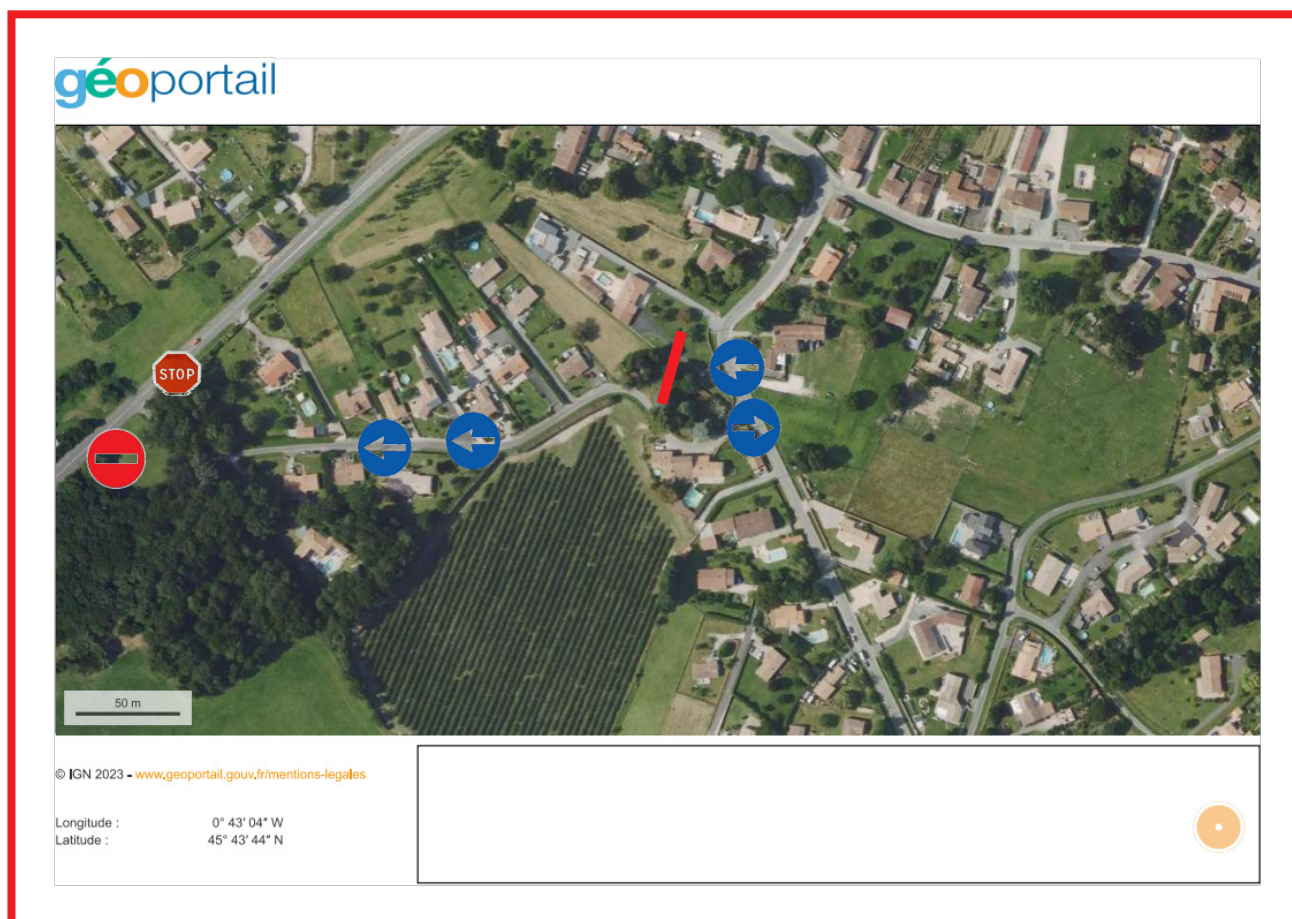 géoportail
STOP
50 m
© IGN 2023 - www.geoportail.gouv.fr/mentions-legales
Longitude : 0° 43′ 04″ W
Latitude : 45° 43′ 44″ N